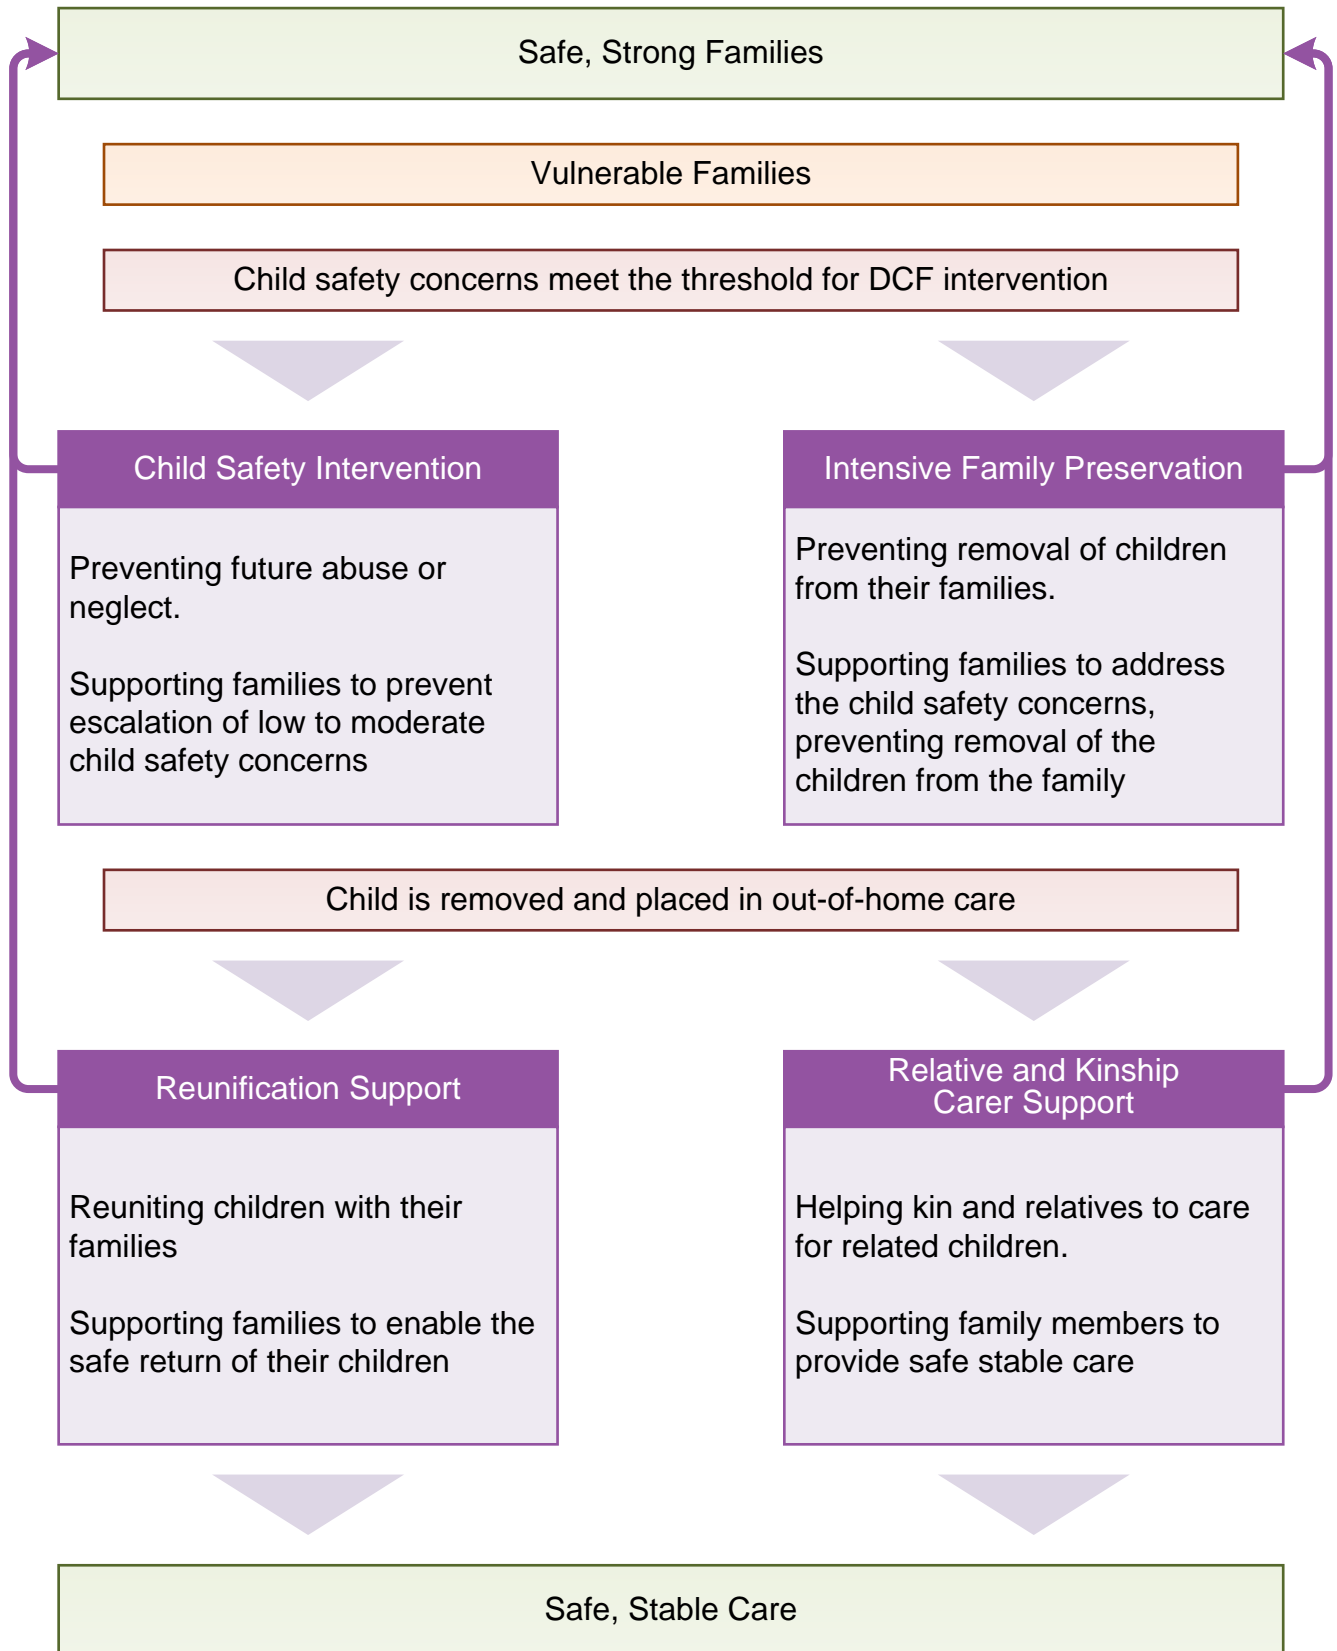 Safe, Strong Families
Vulnerable Families
Child safety concerns meet the threshold for DCF intervention
Child Safety Intervention
Preventing future abuse or
neglect.
Supporting families to prevent
escalation of low to moderate
child safety concerns
Intensive Family Preservation
Preventing removal of children
from their families.
Supporting families to address
the child safety concerns,
preventing removal of the
children from the family
Child is removed and placed in out-of-home care
Reunification Support
Reuniting children with their
families
Supporting families to enable the
safe return of their children
Relative and Kinship
Carer Support
Helping kin and relatives to care
for related children.
Supporting family members to
provide safe stable care
Safe, Stable Care